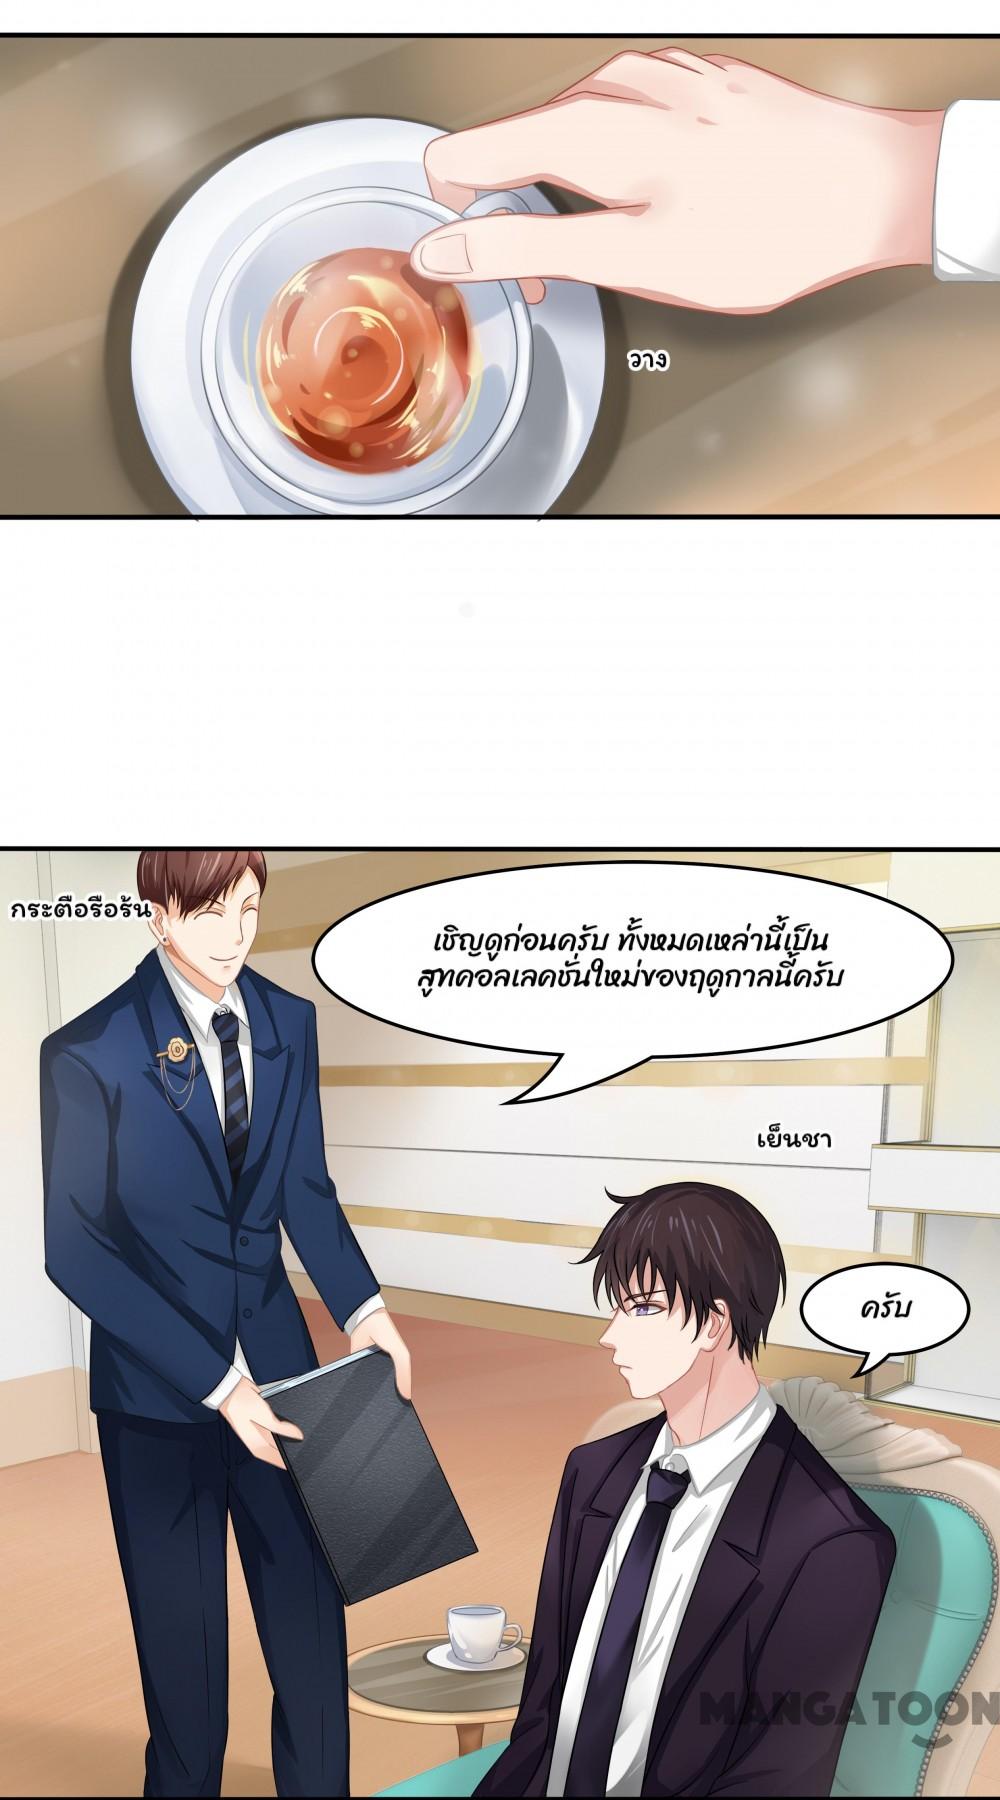 วาง
กระตือรือร้น
เชิญดูก่อนครับ ทั้งหมดเหล่านี้เป็น
สูทคอลเลคชั่นใหม่ของฤดูกาลนี้ครับ
เย็นชา
ครับ
MANGATOON